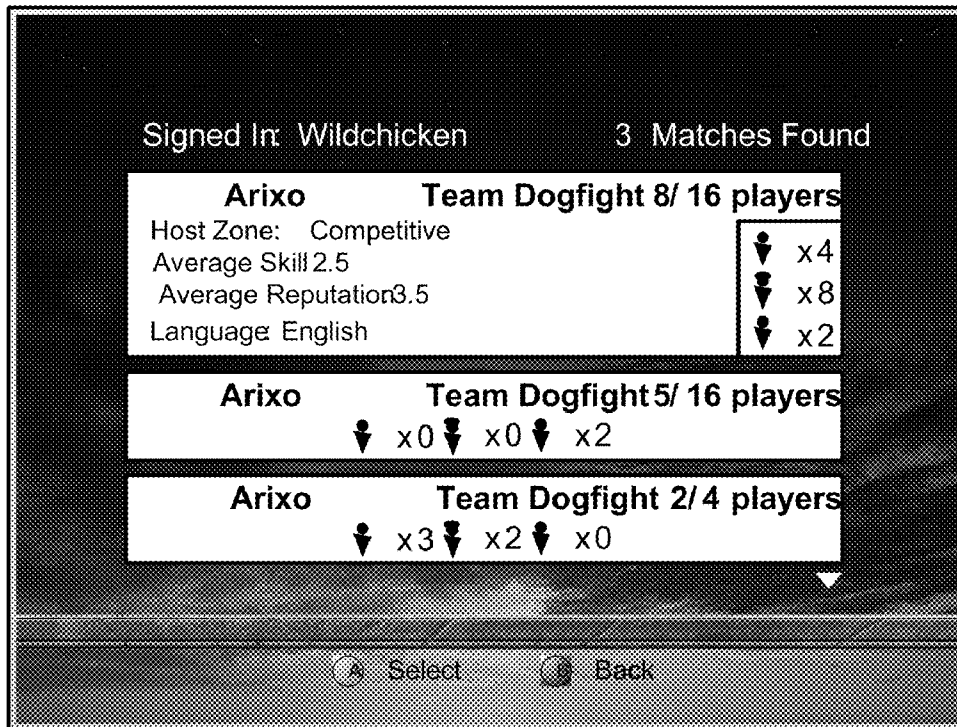 Signed In: Wildchicken 3 Matches Found
Arixo Team Dogfight 8/ 16 players
Host Zone: Competitive
Average Skill 2.5
Average Reputation3.5
Language: English
x4
x8
x2
Arixo Team Dogfight 5/ 16 players
x0 x0 x2
Arixo Team Dogfight 2/ 4 players
x3 x2 x0
A Select B Back